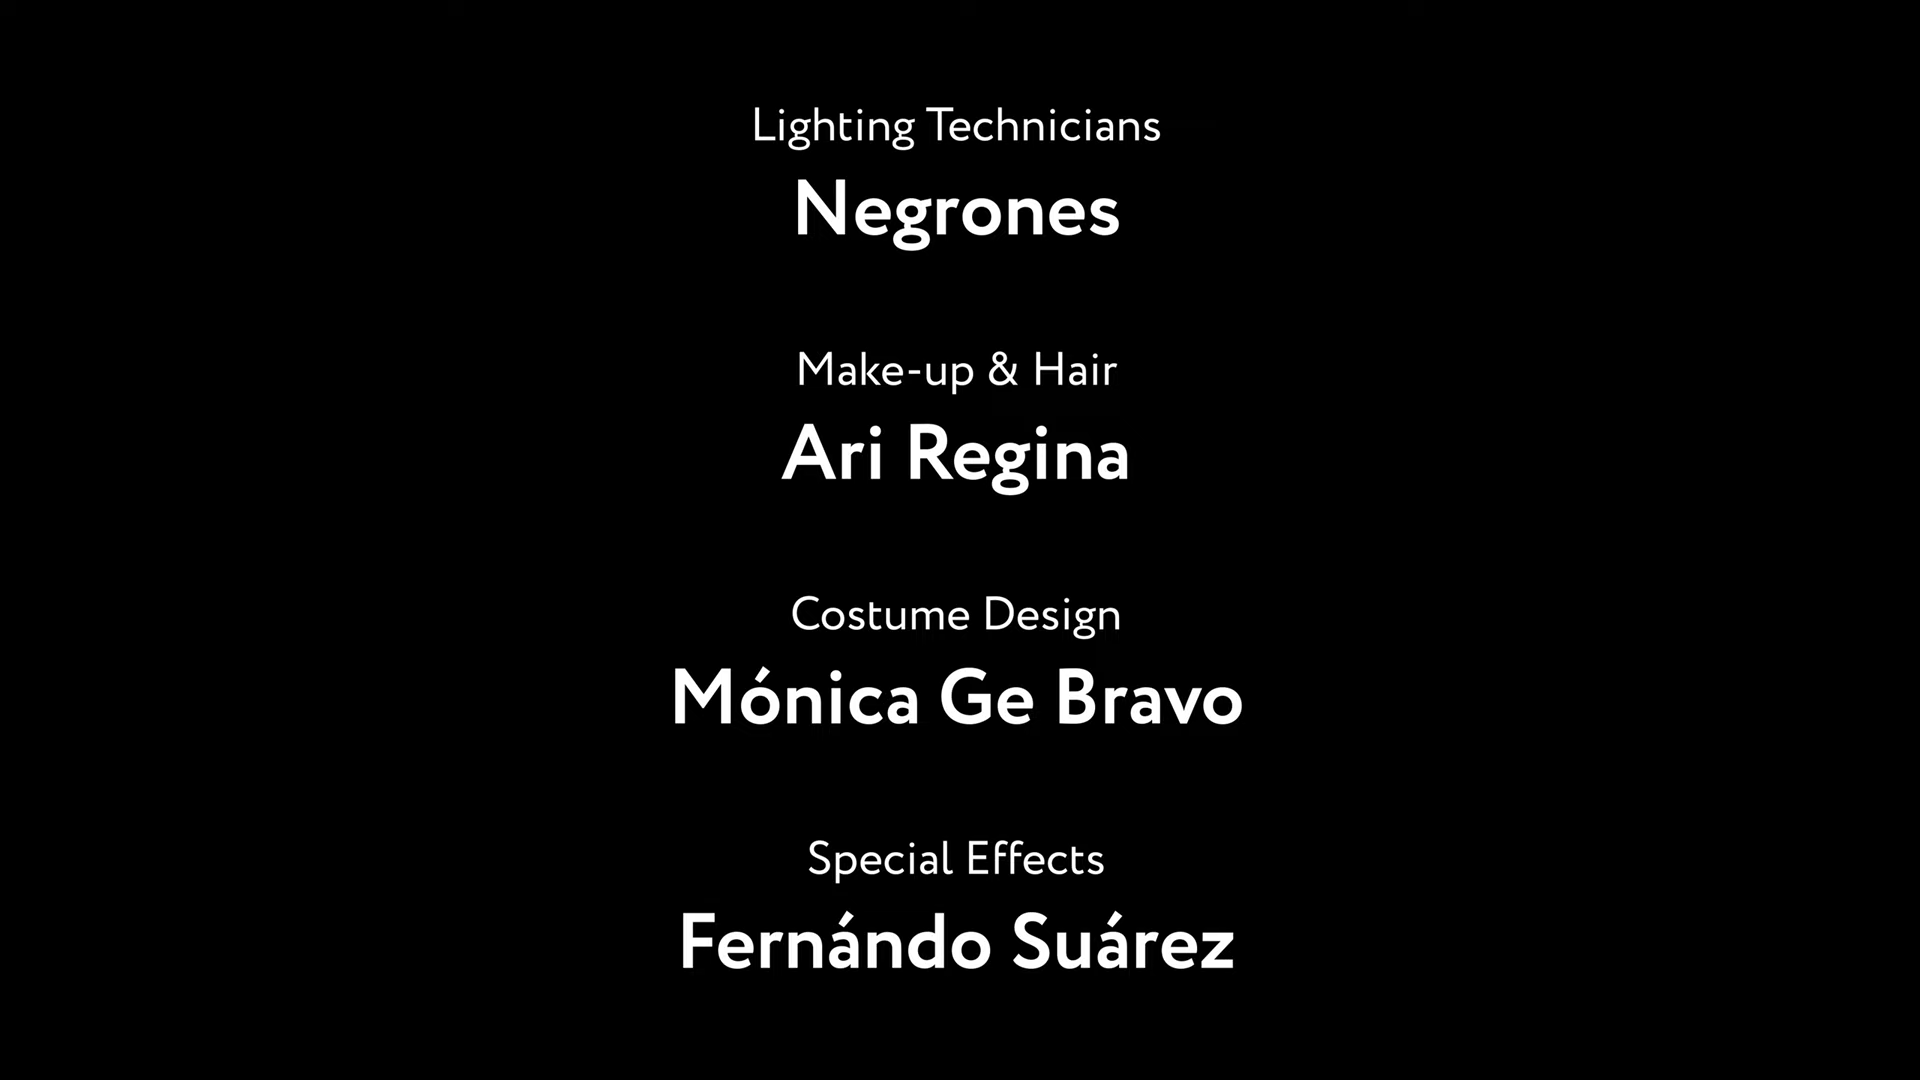 Lighting Technicians
Negrones
Make-up & Hair
Ari Regina
Costume Design
Mónica Ge Bravo
Special Effects
Fernándo Suárez